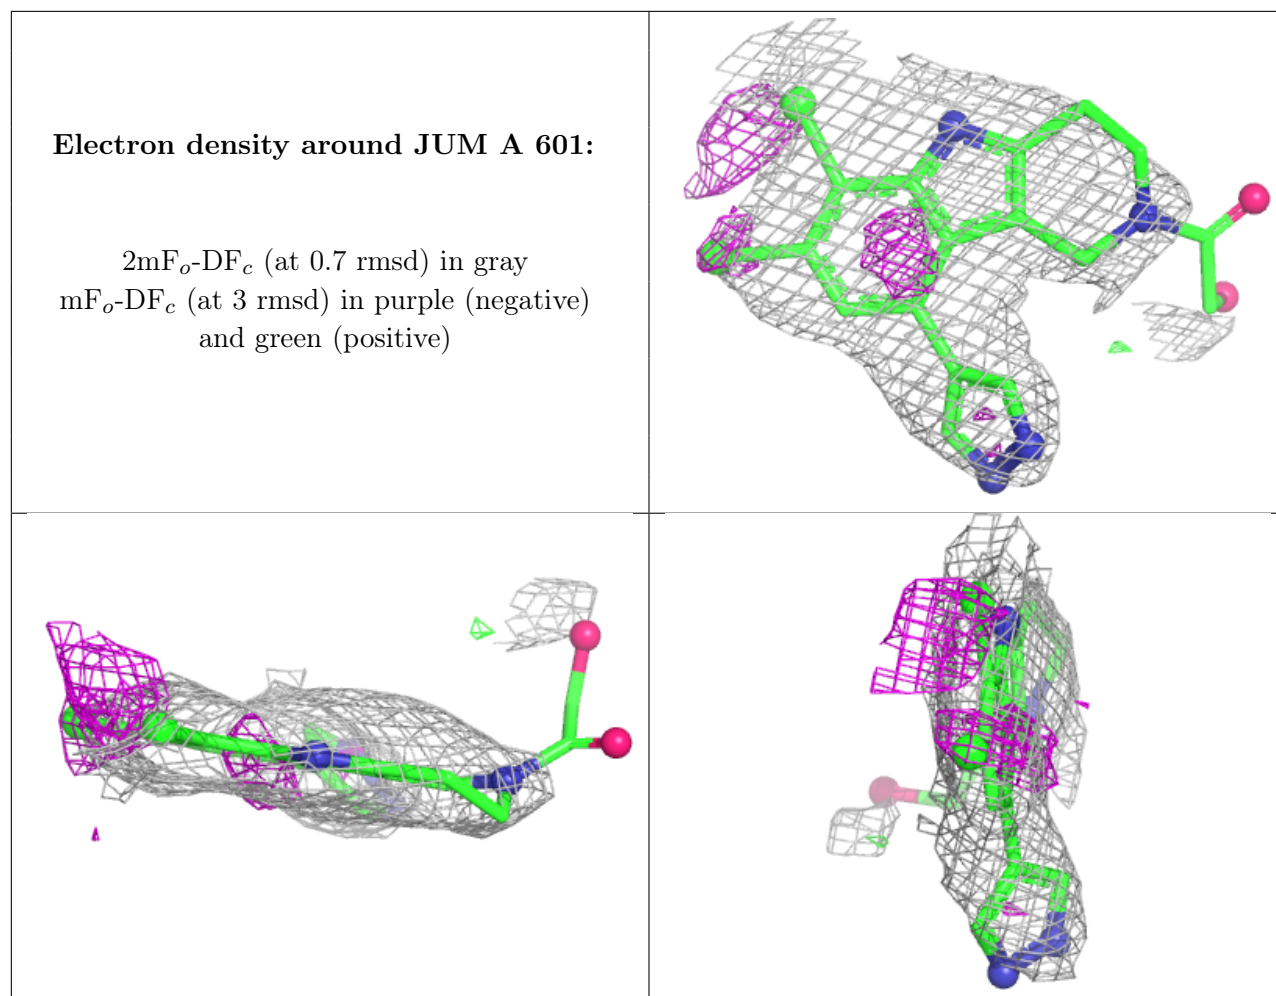 Electron density around JUM A 601:
2mFo-DFc (at 0.7 rmsd) in gray
mFo-DFc (at 3 rmsd) in purple (negative)
and green (positive)